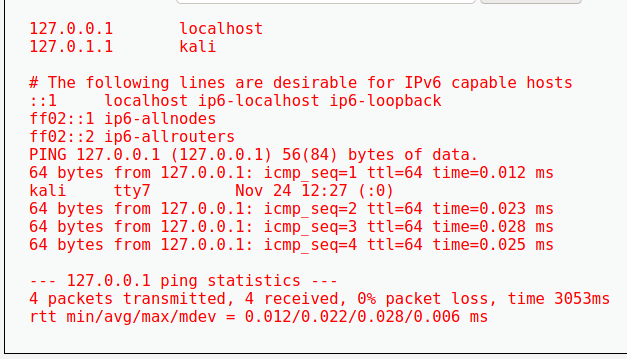 127.0.0.1       localhost
127.0.1.1       kali
# The following lines are desirable for IPv6 capable hosts
::1     localhost ip6-localhost ip6-loopback
ff02::1 ip6-allnodes
ff02::2 ip6-allrouters
PING 127.0.0.1 (127.0.0.1) 56(84) bytes of data.
64 bytes from 127.0.0.1: icmp_seq=1 ttl=64 time=0.012 ms
kali     tty7         Nov 24 12:27 (:0)
64 bytes from 127.0.0.1: icmp_seq=2 ttl=64 time=0.023 ms
64 bytes from 127.0.0.1: icmp_seq=3 ttl=64 time=0.028 ms
64 bytes from 127.0.0.1: icmp_seq=4 ttl=64 time=0.025 ms
--- 127.0.0.1 ping statistics ---
4 packets transmitted, 4 received, 0% packet loss, time 3053ms
rtt min/avg/max/mdev = 0.012/0.022/0.028/0.006 ms